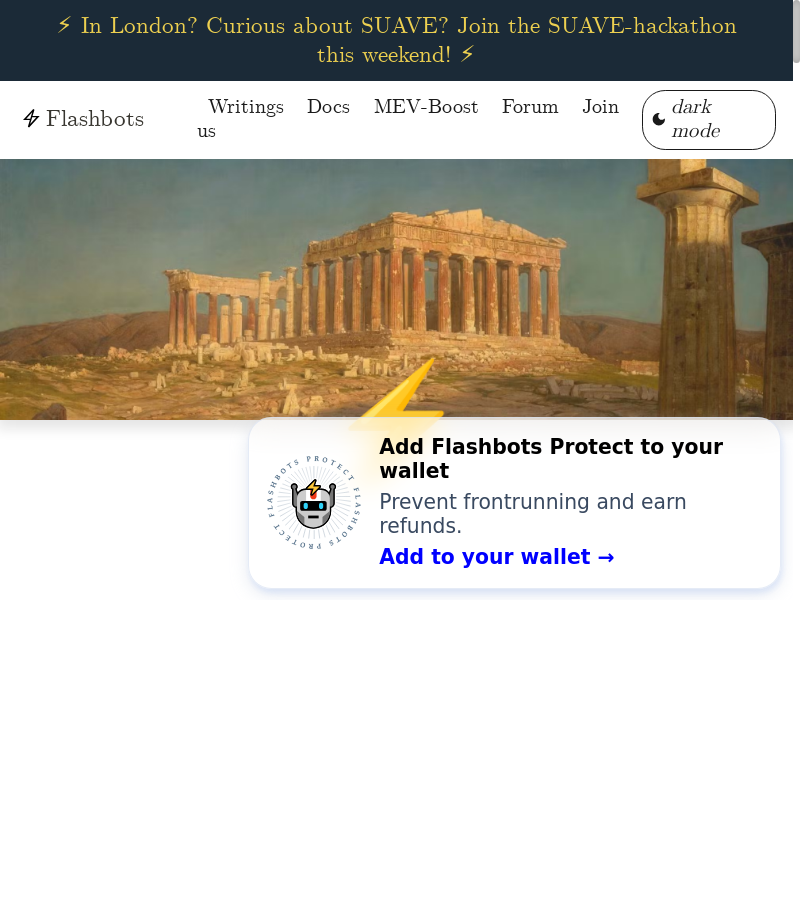 ⚡ In London? Curious about SUAVE? Join the SUAVE-hackathon
this weekend! ⚡
Flashbots
Writings Docs MEV-Boost Forum Join
us
dark
mode
Add Flashbots Protect to your
wallet
Prevent frontrunning and earn
refunds.
Add to your wallet →
FLASHBOTS PROTECT FLASHBOTS PROTECT